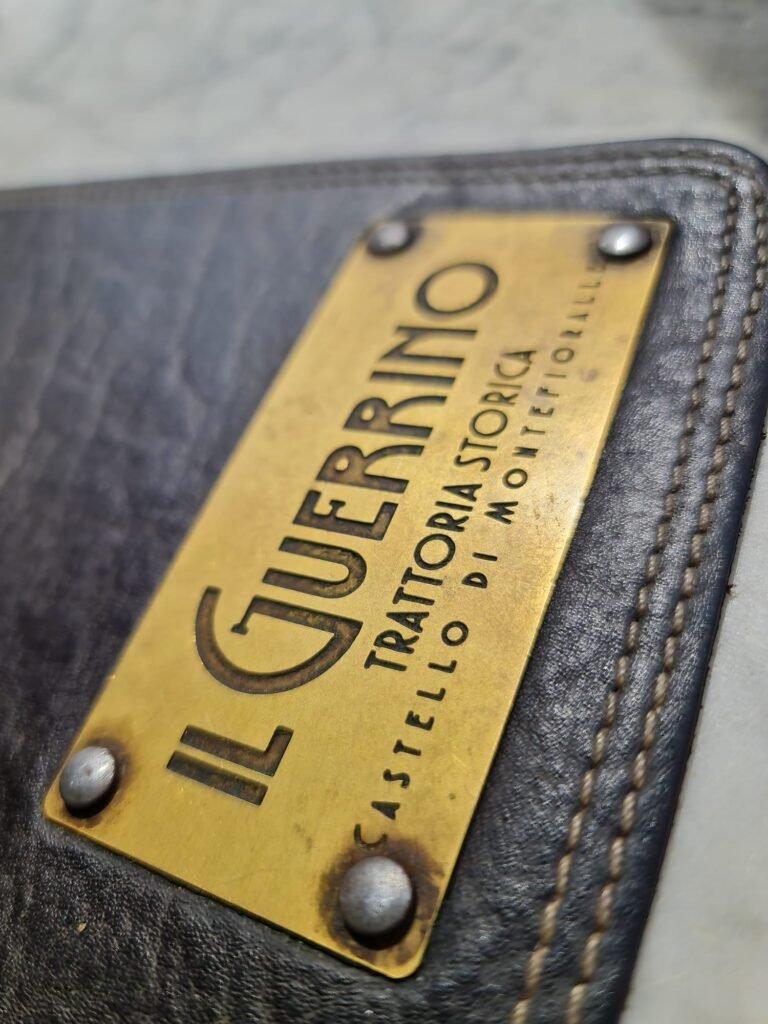 IL GUERRINO
TRATTORIA STORICA
CASTELLO DI MONTEFIORALLE